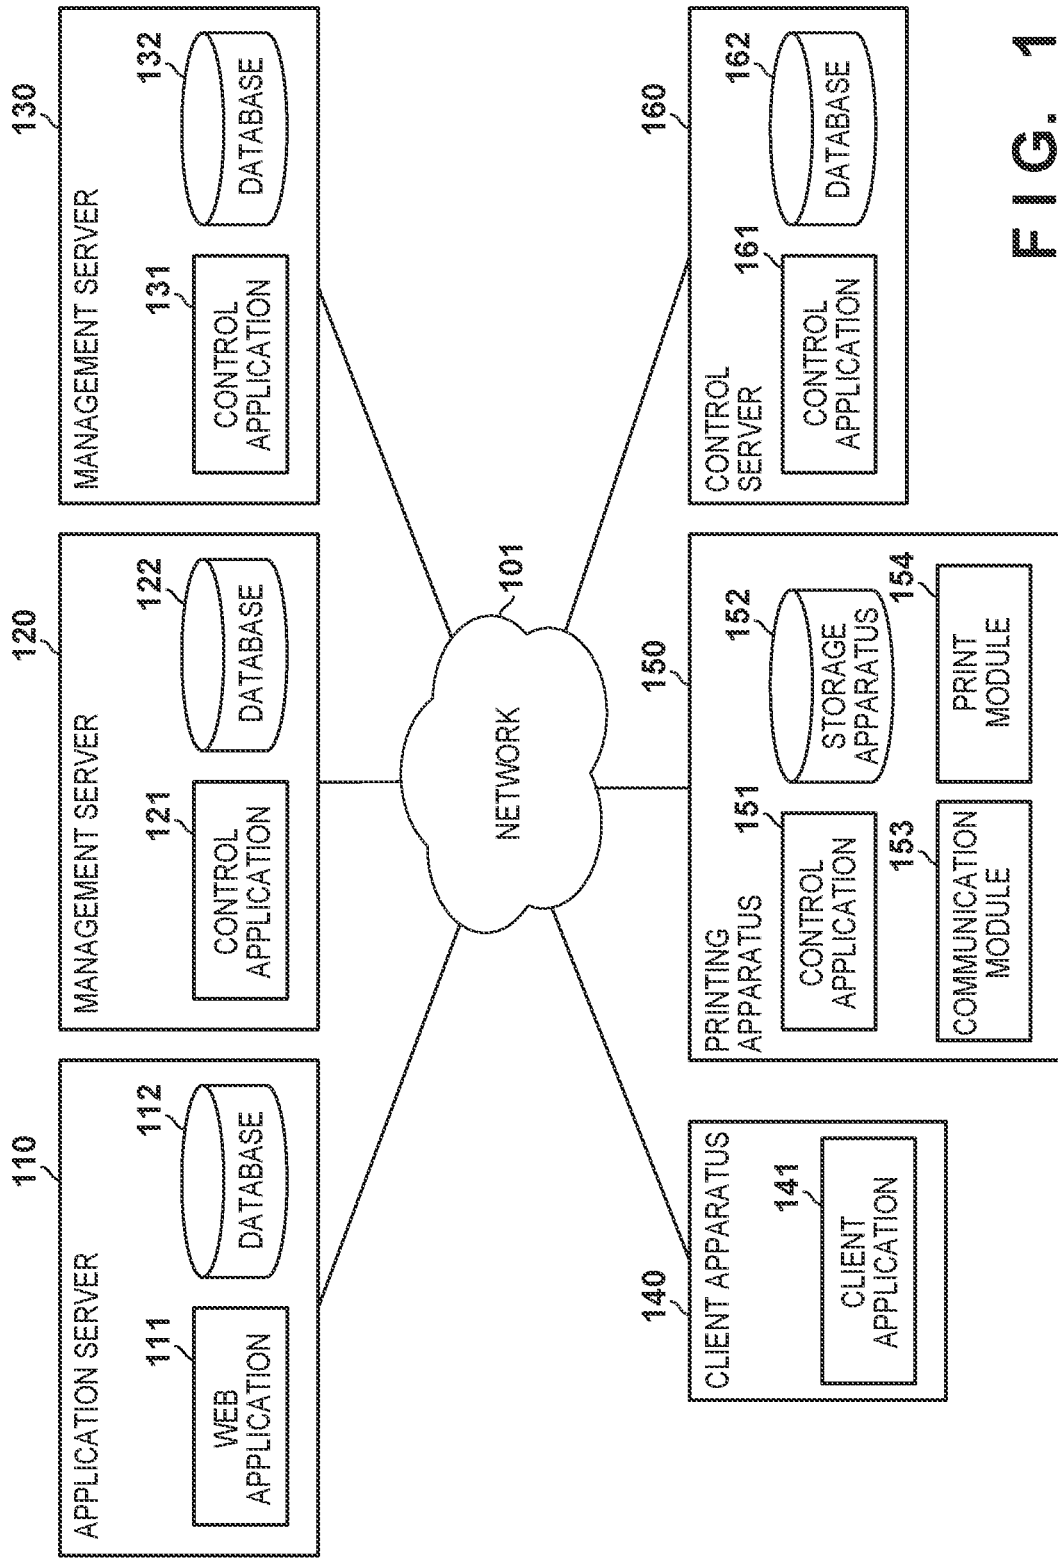 110
APPLICATION SERVER
111
WEB
APPLICATION
112
DATABASE
120
MANAGEMENT SERVER
121
CONTROL
APPLICATION
122
DATABASE
130
MANAGEMENT SERVER
131
CONTROL
APPLICATION
132
DATABASE
NETWORK
101
140
CLIENT APPARATUS
141
CLIENT
APPLICATION
150
PRINTING
APPARATUS
151
CONTROL
APPLICATION
152
STORAGE
APPARATUS
153
COMMUNICATION
MODULE
154
PRINT
MODULE
160
CONTROL
SERVER
161
CONTROL
APPLICATION
162
DATABASE
FIG. 1